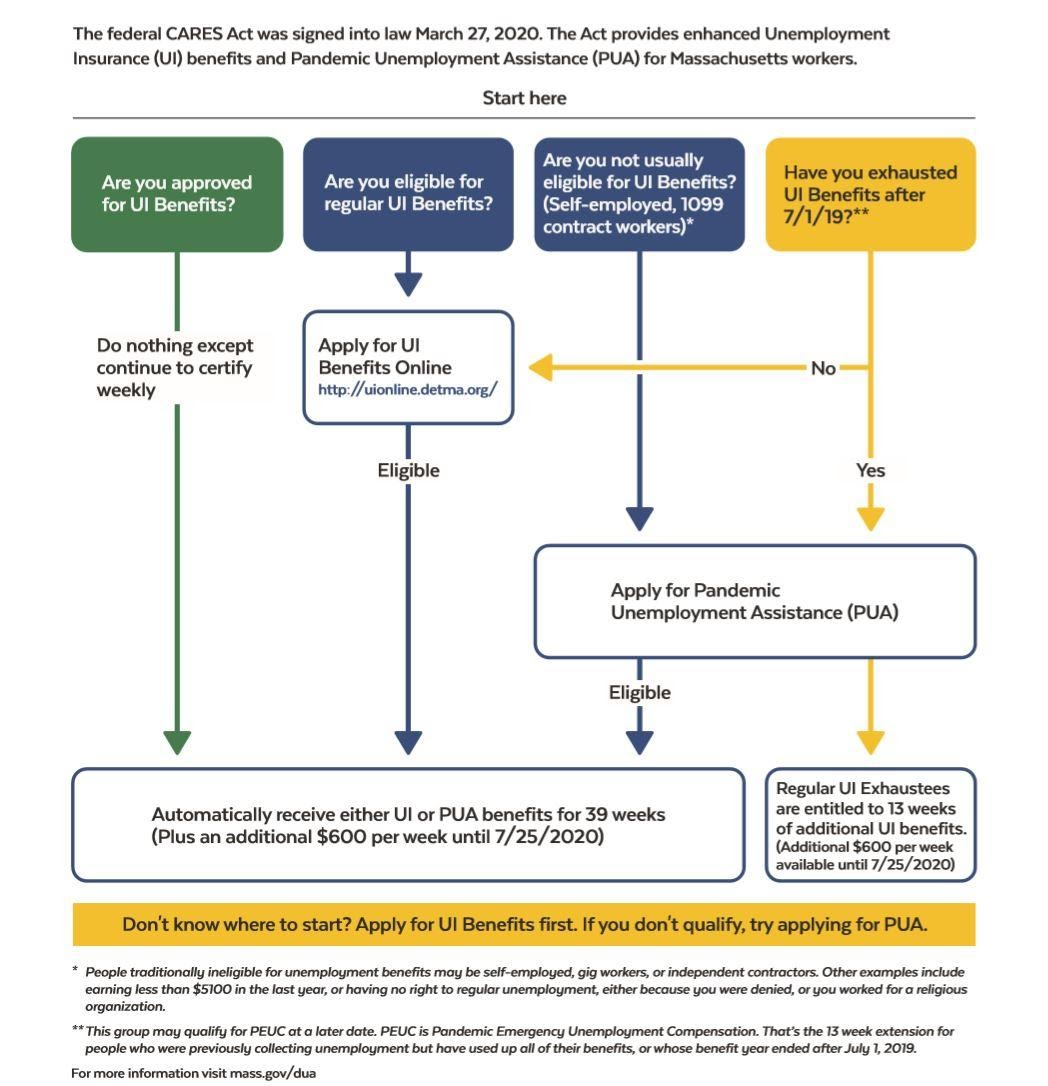 The federal CARES Act was signed into law March 27, 2020. The Act provides enhanced Unemployment
Insurance (UI) benefits and Pandemic Unemployment Assistance (PUA) for Massachusetts workers.
Start here
Are you approved
for UI Benefits?
Are you eligible for
regular UI Benefits?
Are you not usually
eligible for UI Benefits?
(Self-employed, 1099
contract workers)*
Have you exhausted
UI Benefits after
7/1/19?**
Do nothing except
continue to certify
weekly
Apply for UI
Benefits Online
http://uionline.detma.org/
No
Eligible
Yes
Apply for Pandemic
Unemployment Assistance (PUA)
Eligible
Automatically receive either UI or PUA benefits for 39 weeks
(Plus an additional $600 per week until 7/25/2020)
Regular UI Exhaustees
are entitled to 13 weeks
of additional UI benefits.
(Additional $600 per week
available until 7/25/2020)
Don't know where to start? Apply for UI Benefits first. If you don't qualify, try applying for PUA.
* People traditionally ineligible for unemployment benefits may be self-employed, gig workers, or independent contractors. Other examples include
earning less than $5100 in the last year, or having no right to regular unemployment, either because you were denied, or you worked for a religious
organization.
** This group may qualify for PEUC at a later date. PEUC is Pandemic Emergency Unemployment Compensation. That's the 13 week extension for
people who were previously collecting unemployment but have used up all of their benefits, or whose benefit year ended after July 1, 2019.
For more information visit mass.gov/dua